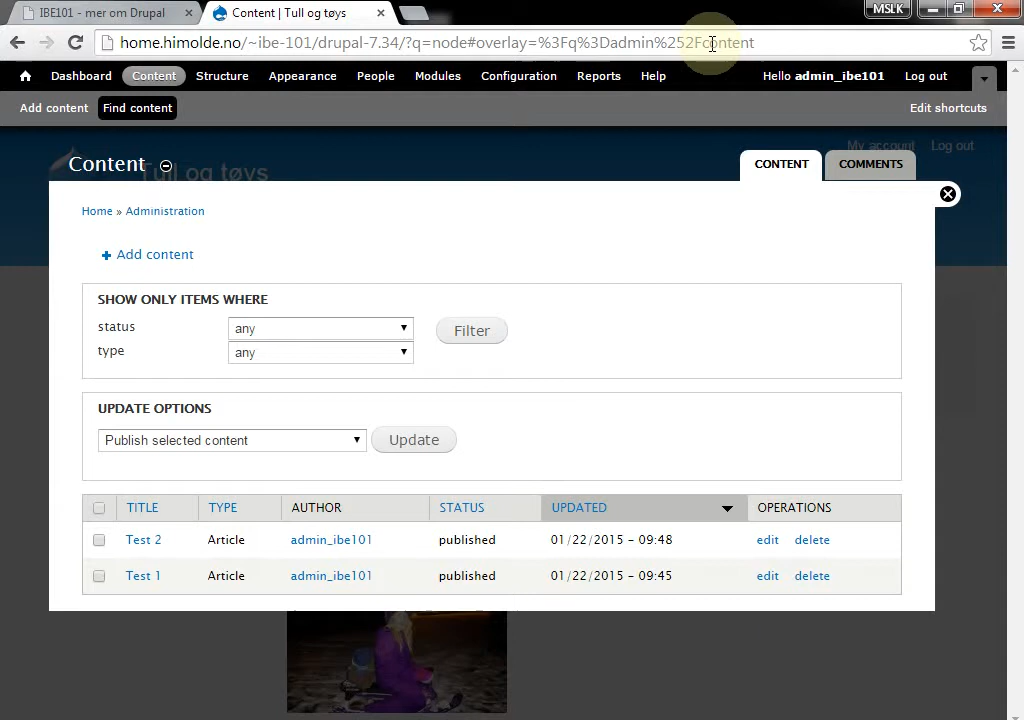 IBE101 - mer om Drupal
Content | Tull og tøys
MSLK
home.himolde.no/~ibe-101/drupal-7.34/?q=node#overlay=%3Fq%3Dadmin%252Fcontent
Dashboard Content Structure Appearance People Modules Configuration Reports Help Hello admin_ibe101 Log out
Add content Find content Edit shortcuts
My account Log out
Content
Tull og tøys
CONTENT COMMENTS
Home » Administration
+ Add content
SHOW ONLY ITEMS WHERE
status any Filter
type any
UPDATE OPTIONS
Publish selected content Update
TITLE TYPE AUTHOR STATUS UPDATED OPERATIONS
Test 2 Article admin_ibe101 published 01/22/2015 - 09:48 edit delete
Test 1 Article admin_ibe101 published 01/22/2015 - 09:45 edit delete